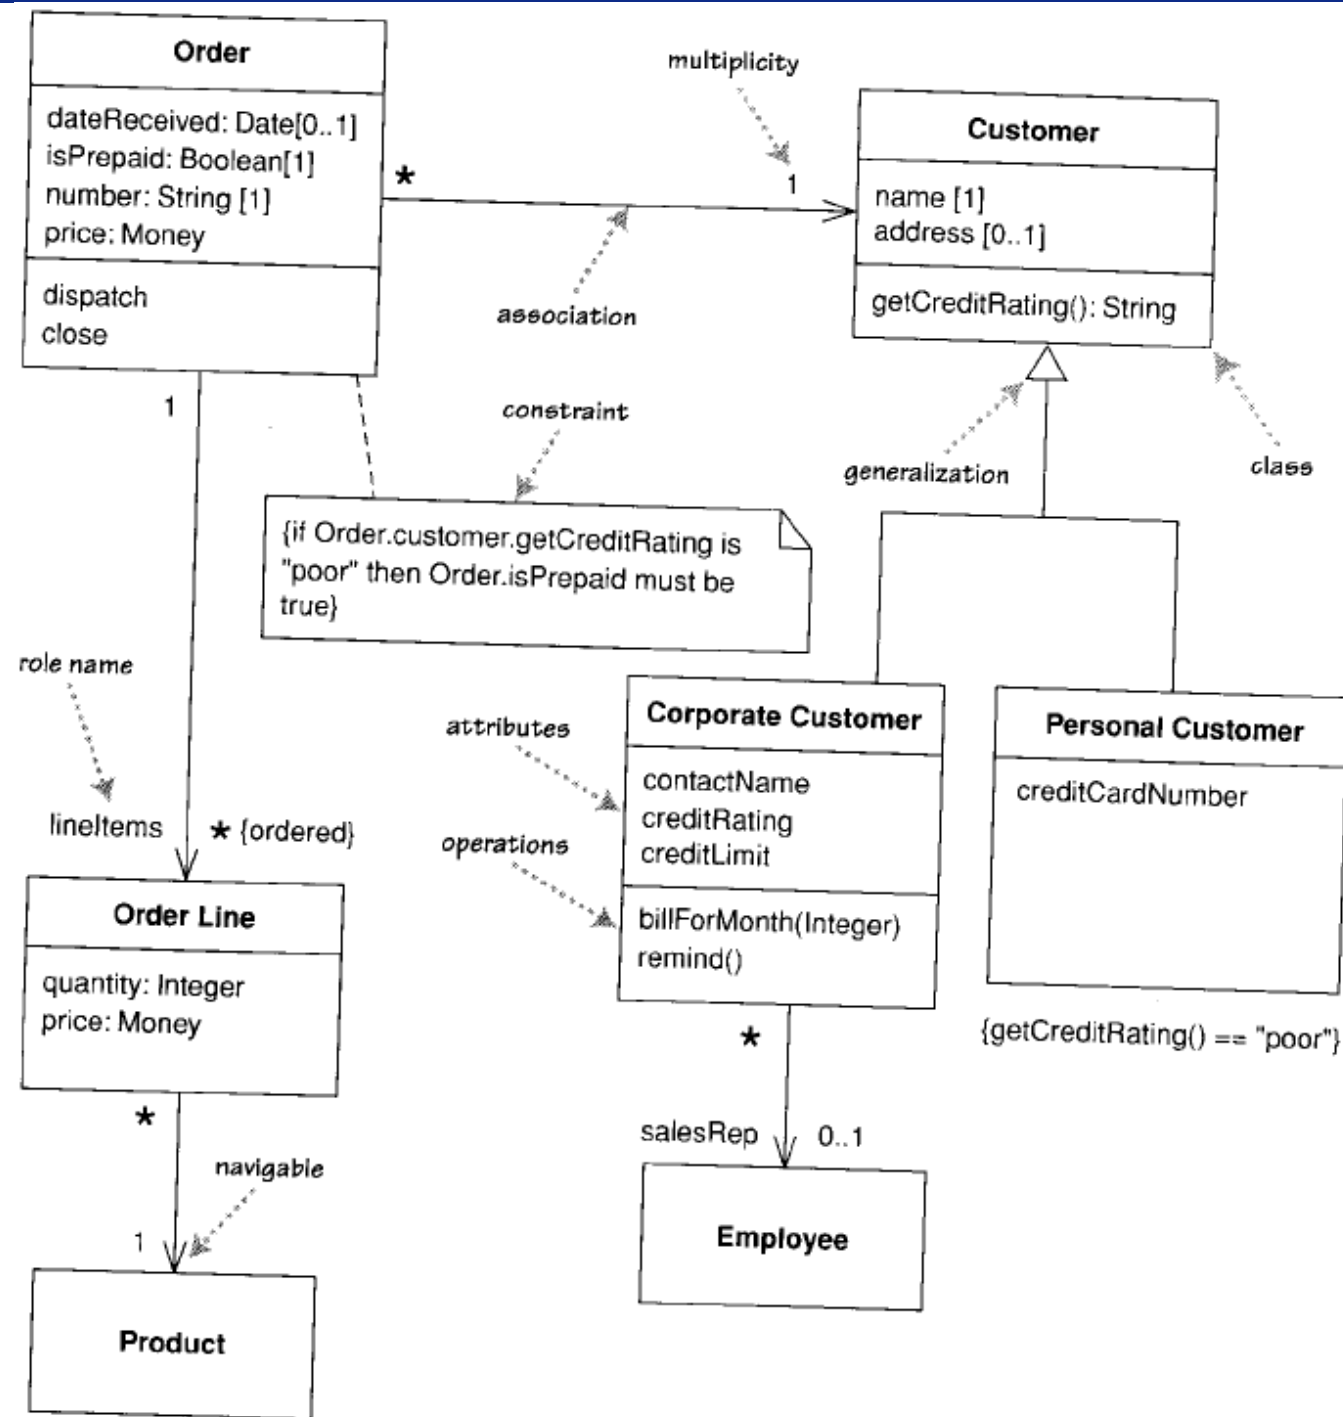 Order
dateReceived: Date[0..1]
isPrepaid: Boolean[1]
number: String [1]
price: Money
dispatch
close
*
1
multiplicity
association
Customer
name [1]
address [0..1]
getCreditRating(): String
generalization
class
constraint
{if Order.customer.getCreditRating is
"poor" then Order.isPrepaid must be
true}
1
role name
lineItems
* {ordered}
Order Line
quantity: Integer
price: Money
*
navigable
1
Product
attributes
operations
Corporate Customer
contactName
creditRating
creditLimit
billForMonth(Integer)
remind()
*
salesRep
0..1
Employee
Personal Customer
creditCardNumber
{getCreditRating() == "poor"}